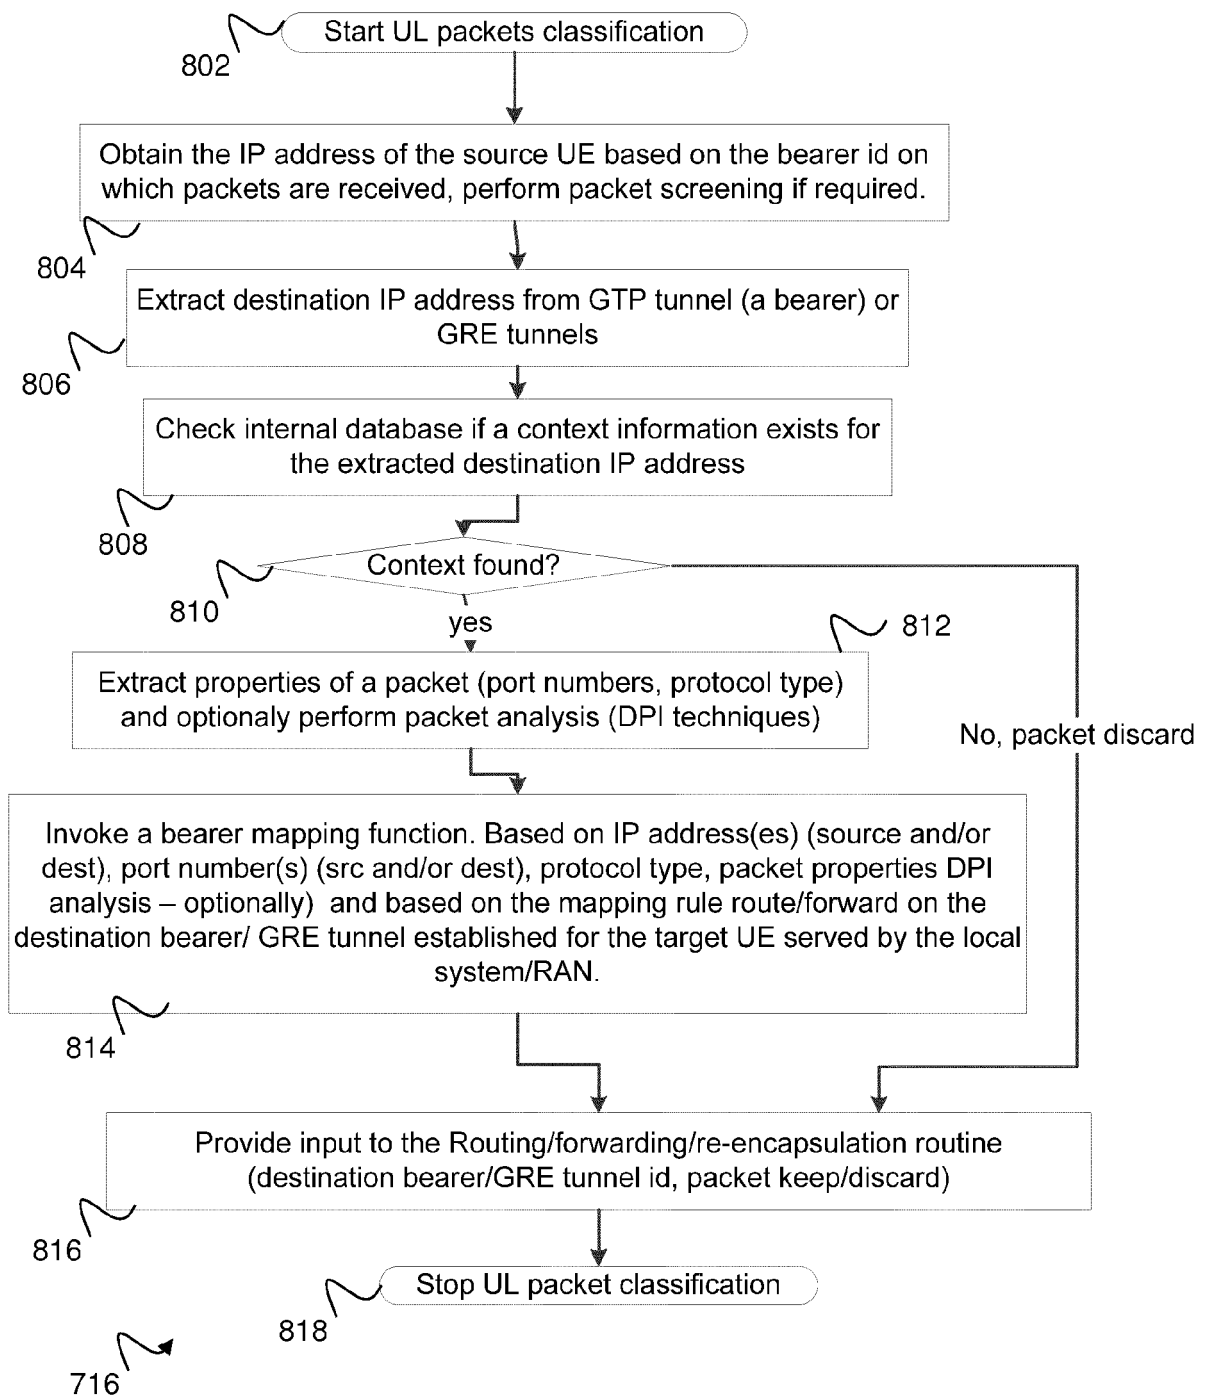 Start UL packets classification
802
Obtain the IP address of the source UE based on the bearer id on
which packets are received, perform packet screening if required.
804
Extract destination IP address from GTP tunnel (a bearer) or
GRE tunnels
806
Check internal database if a context information exists for
the extracted destination IP address
808
Context found?
810
yes
812
Extract properties of a packet (port numbers, protocol type)
and optionaly perform packet analysis (DPI techniques)
No, packet discard
Invoke a bearer mapping function. Based on IP address(es) (source and/or
dest), port number(s) (src and/or dest), protocol type, packet properties DPI
analysis – optionally)  and based on the mapping rule route/forward on the
destination bearer/ GRE tunnel established for the target UE served by the local
system/RAN.
814
Provide input to the Routing/forwarding/re-encapsulation routine
(destination bearer/GRE tunnel id, packet keep/discard)
816
Stop UL packet classification
818
716